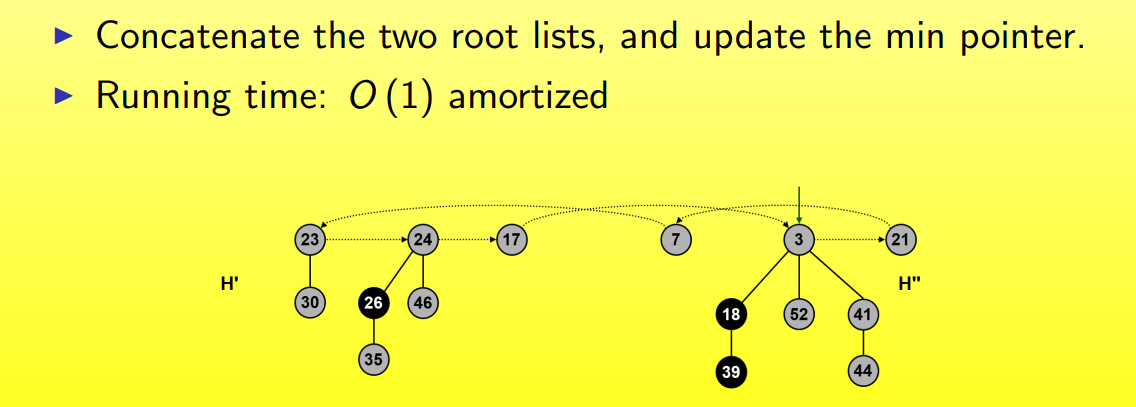 Concatenate the two root lists, and update the min pointer.
Running time: O (1) amortized
23 24 17 7 3 21
H' H"
30 26 46 18 52 41
35 39 44